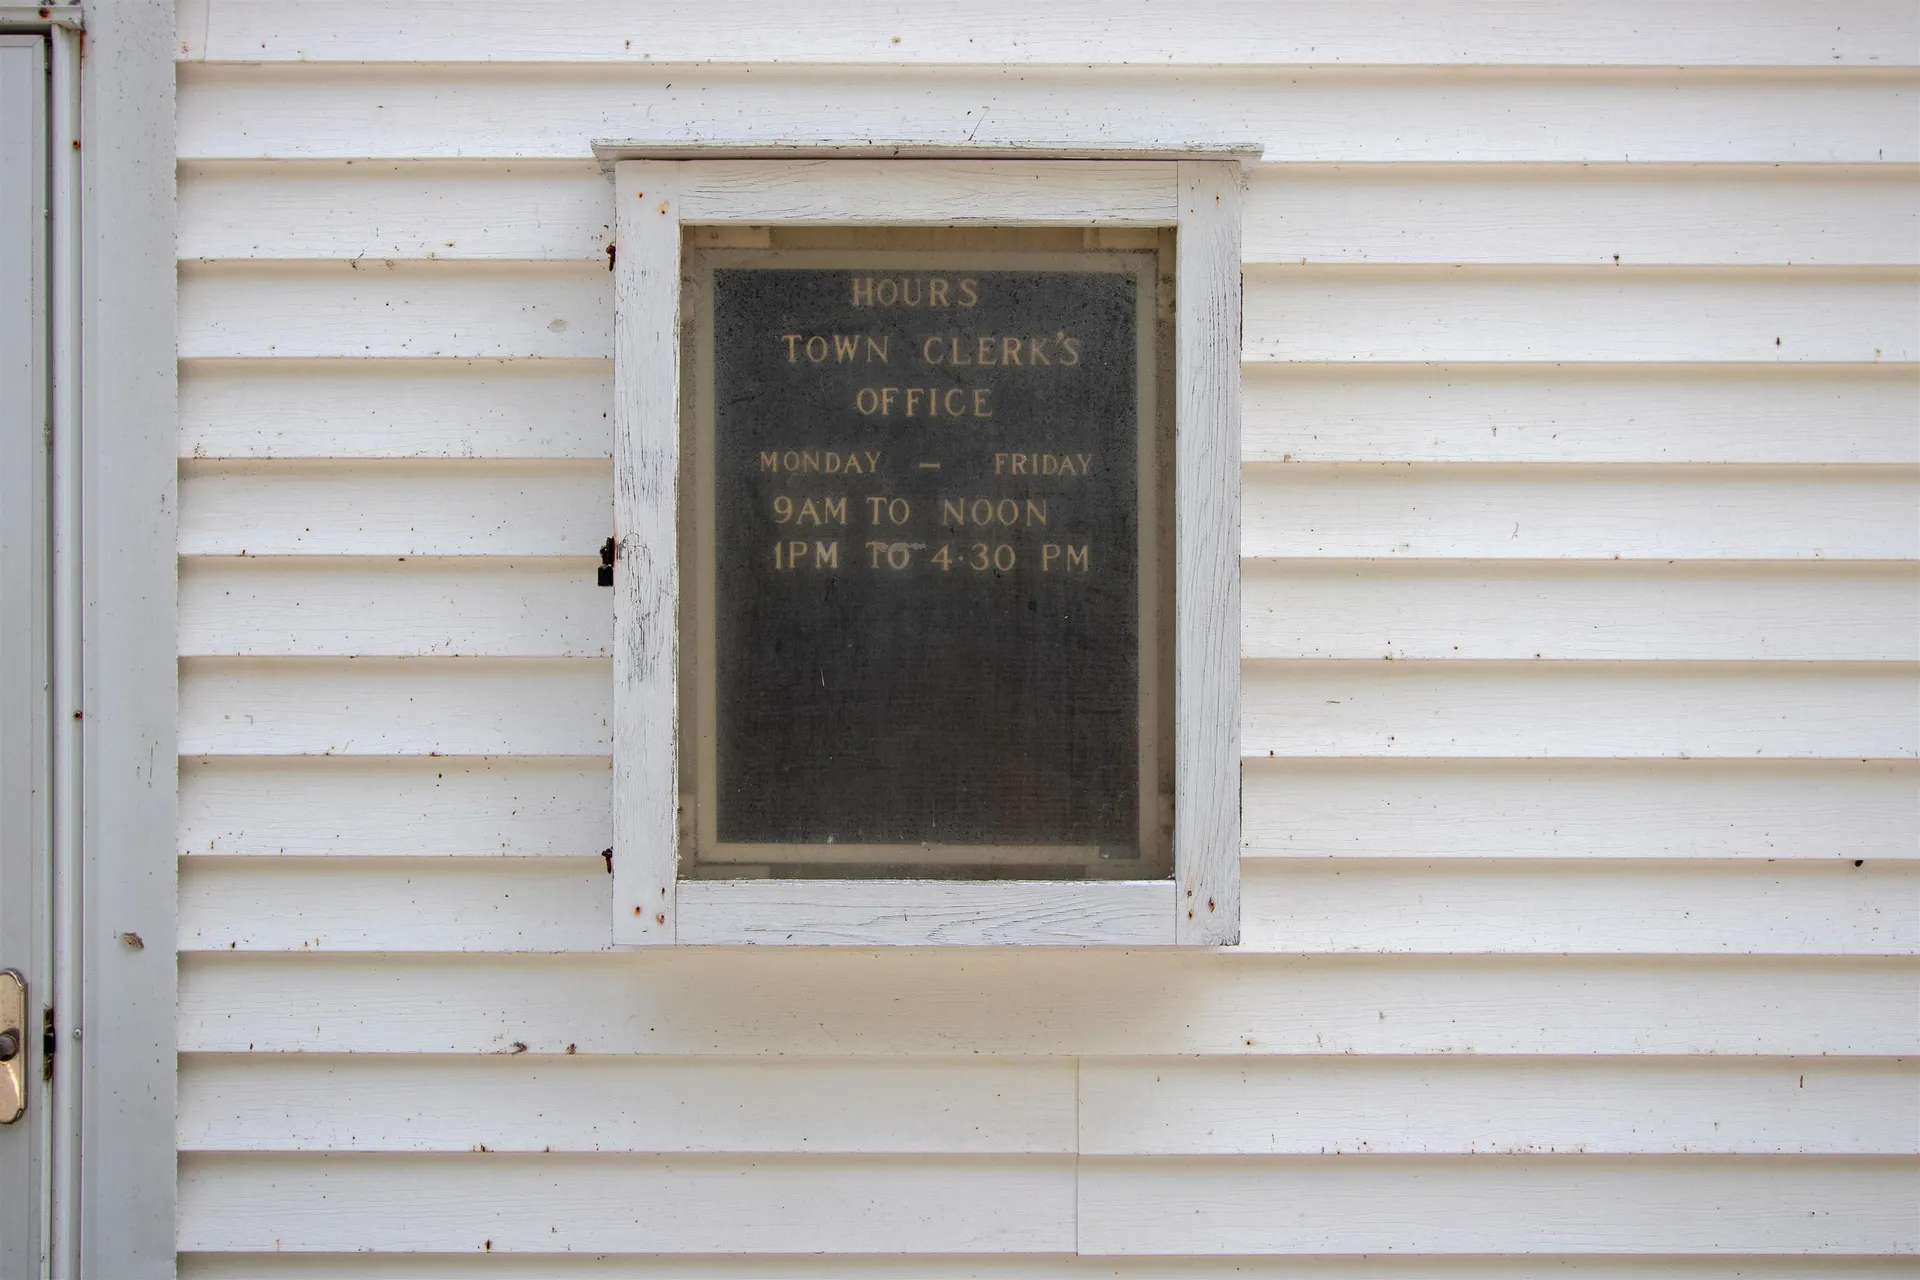 HOURS
TOWN CLERK'S
OFFICE
MONDAY – FRIDAY
9AM TO NOON
1PM TO 4·30 PM